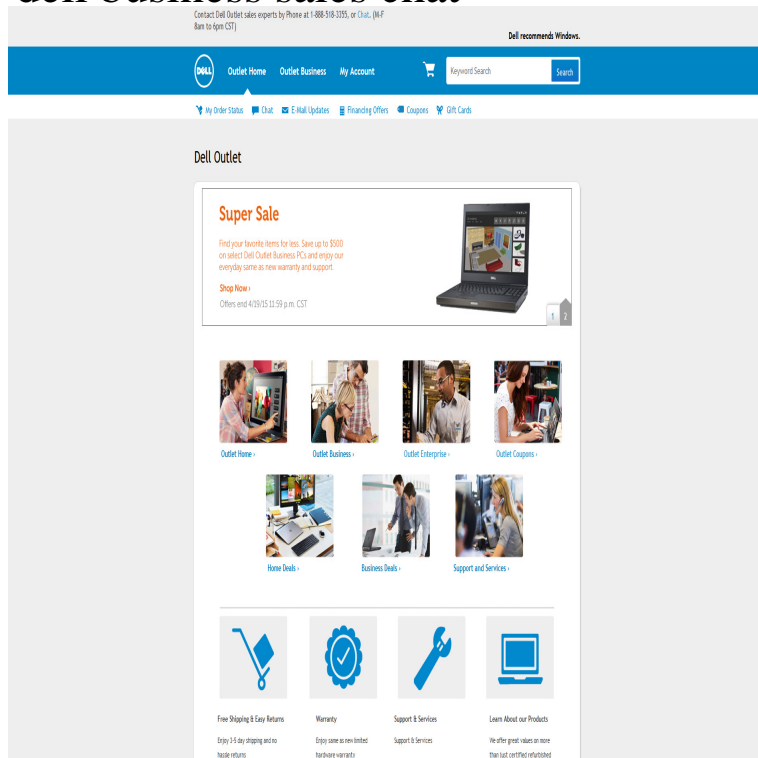 dell business sales chat
Contact Dell Outlet sales experts by Phone at 1-888-518-3355, or Chat. (M-F
8am to 6pm CST)
Dell recommends Windows.
DELL
Outlet Home Outlet Business My Account Keyword Search Search
My Order Status Chat E-Mail Updates Financing Offers Coupons Gift Cards
Dell Outlet
Super Sale
Find your favorite items for less. Save up to $500
on select Dell Outlet Business PCs and enjoy our
everyday same as new warranty and support.
Shop Now ›
Offers end 4/19/15 11:59 p.m. CST
1 2
Outlet Home › Outlet Business › Outlet Enterprise › Outlet Coupons ›
Home Deals › Business Deals › Support and Services ›
Free Shipping & Easy Returns Warranty Support & Services Learn About our Products
Enjoy 3-5 day shipping and no Enjoy same as new limited Support & Services We offer great values on more
hassle returns hardware warranty than just certified refurbished